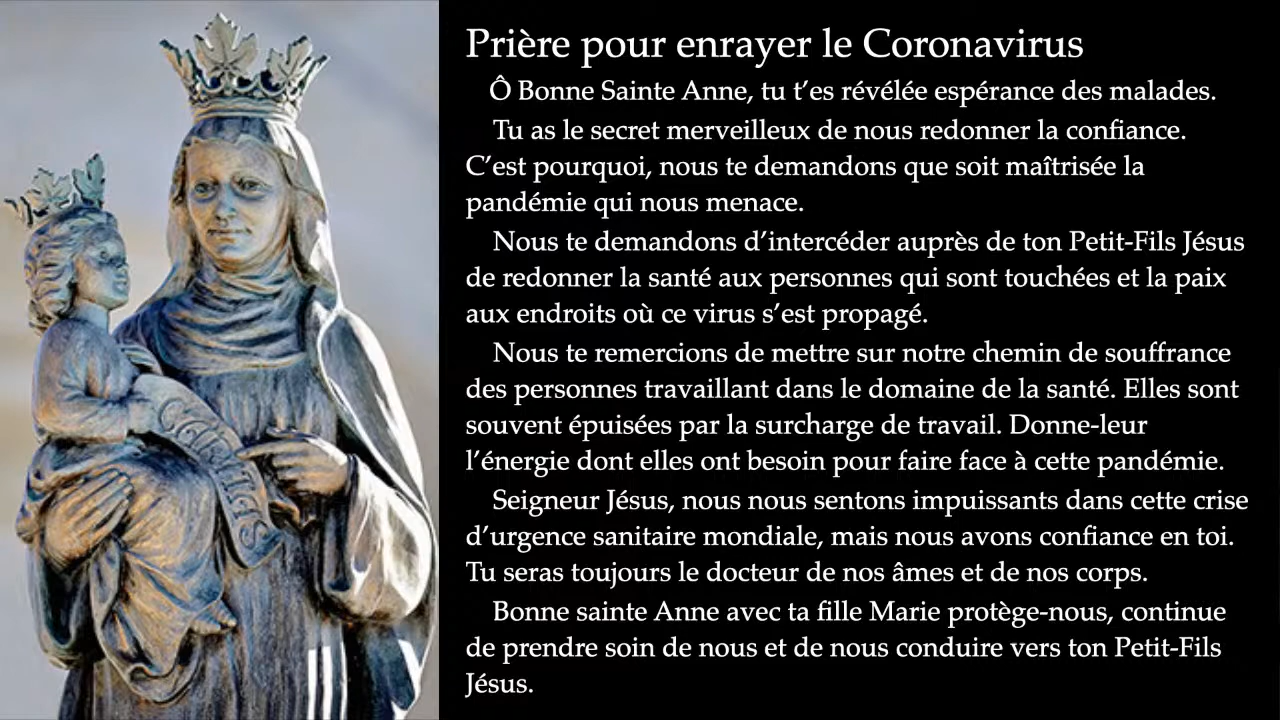 Prière pour enrayer le Coronavirus
Ô Bonne Sainte Anne, tu t’es révélée espérance des malades.
Tu as le secret merveilleux de nous redonner la confiance.
C’est pourquoi, nous te demandons que soit maîtrisée la
pandémie qui nous menace.
Nous te demandons d’intercéder auprès de ton Petit-Fils Jésus
de redonner la santé aux personnes qui sont touchées et la paix
aux endroits où ce virus s’est propagé.
Nous te remercions de mettre sur notre chemin de souffrance
des personnes travaillant dans le domaine de la santé. Elles sont
souvent épuisées par la surcharge de travail. Donne-leur
l’énergie dont elles ont besoin pour faire face à cette pandémie.
Seigneur Jésus, nous nous sentons impuissants dans cette crise
d’urgence sanitaire mondiale, mais nous avons confiance en toi.
Tu seras toujours le docteur de nos âmes et de nos corps.
Bonne sainte Anne avec ta fille Marie protège-nous, continue
de prendre soin de nous et de nous conduire vers ton Petit-Fils
Jésus.